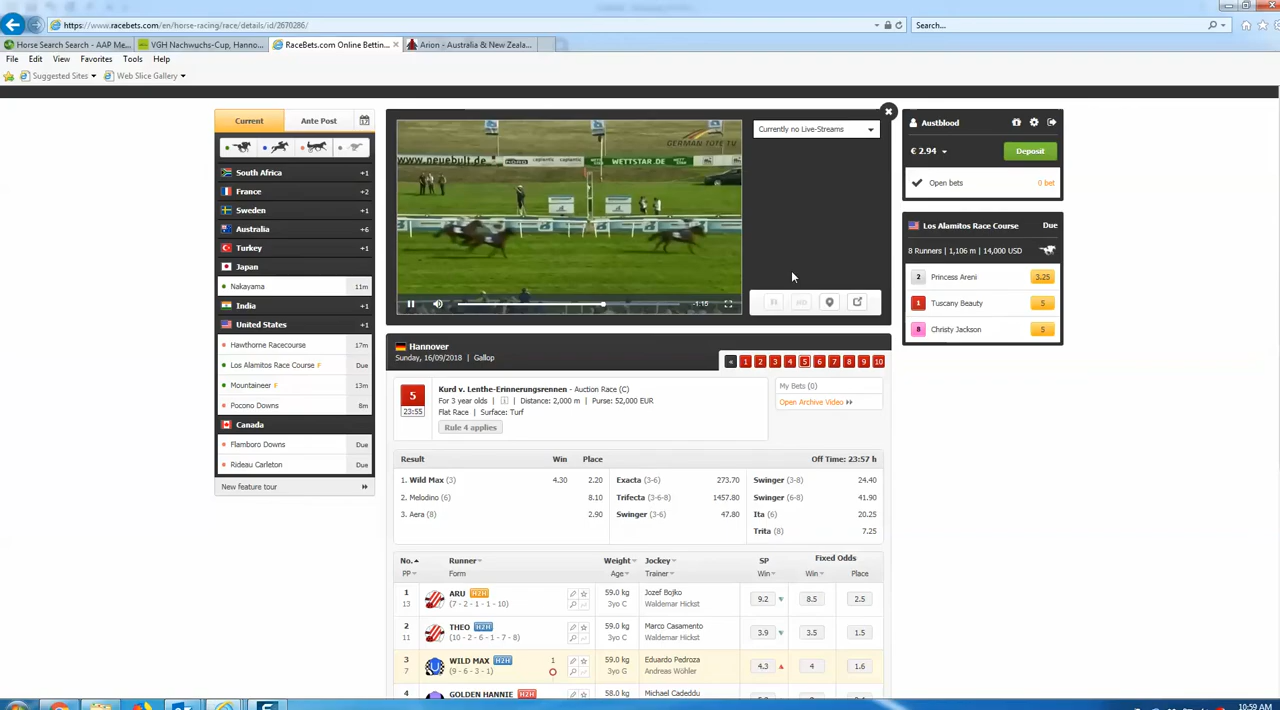 https://www.racebets.com/en/horse-racing/race/details/id/2670286/
Search...
Horse Search Search - AAP Me...
VGH Nachwuchs-Cup, Hanno...
RaceBets.com Online Bettin...
Arion - Australia & New Zeala...
File Edit View Favorites Tools Help
Suggested Sites Web Slice Gallery
Current Ante Post 17
South Africa +1
France +2
Sweden +1
Australia +6
Turkey +1
Japan
Nakayama 11m
India +1
United States +1
Hawthorne Racecourse 17m
Los Alamitos Race Course F Due
Mountaineer F 13m
Pocono Downs 8m
Canada
Flamboro Downs Due
Rideau Carleton Due
New feature tour
GERMAN TOTE TV
www.neuebult.de
WETTSTAR.DE
-1:15
Currently no Live-Streams
Austblood
€ 2.94 Deposit
Open bets 0 bet
Los Alamitos Race Course Due
8 Runners | 1,106 m | 14,000 USD
2 Princess Areni 3.25
1 Tuscany Beauty 5
8 Christy Jackson 5
Hannover
Sunday, 16/09/2018 | Gallop
« 1 2 3 4 5 6 7 8 9 10
5
23:55
Kurd v. Lenthe-Erinnerungsrennen - Auction Race (C)
For 3 year olds | i | Distance: 2,000 m | Purse: 52,000 EUR
Flat Race | Surface: Turf
Rule 4 applies
My Bets (0)
Open Archive Video
Result Win Place Off Time: 23:57 h
1. Wild Max (3) 4.30 2.20 Exacta (3-6) 273.70 Swinger (3-8) 24.40
2. Melodino (6) 8.10 Trifecta (3-6-8) 1457.80 Swinger (6-8) 41.90
3. Aera (8) 2.90 Swinger (3-6) 47.80 Ita (6) 20.25
Trita (8) 7.25
No. Runner Weight Jockey SP Fixed Odds
PP Form Age Trainer Win Win Place
1 ARU H2H 59.0 kg Jozef Bojko 9.2 8.5 2.5
13 (7 - 2 - 1 - 1 - 10) 3yo C Waldemar Hickst
2 THEO H2H 59.0 kg Marco Casamento 3.9 3.5 1.5
11 (10 - 2 - 6 - 1 - 7 - 8) 3yo C Waldemar Hickst
3 WILD MAX H2H 1 59.0 kg Eduardo Pedroza 4.3 4 1.6
7 (9 - 6 - 3 - 1) 3yo G Andreas Wöhler
4 GOLDEN HANNIE H2H 58.0 kg Michael Cadeddu
10:59 AM